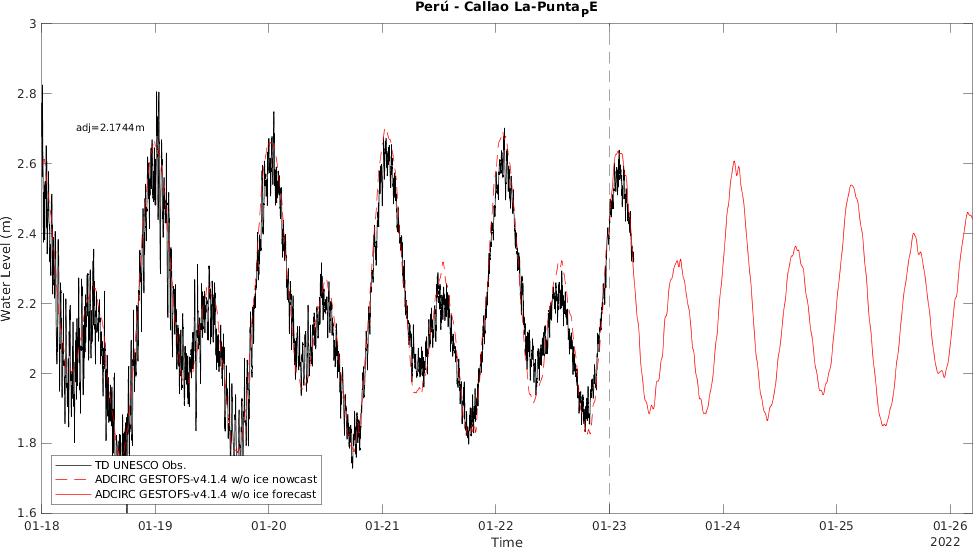 Perú - Callao La-PuntaPE
3
2.8
2.6
2.4
2.2
2
1.8
1.6
Water Level (m)
adj=2.1744m
TD UNESCO Obs.
ADCIRC GESTOFS-v4.1.4 w/o ice nowcast
ADCIRC GESTOFS-v4.1.4 w/o ice forecast
01-18 01-19 01-20 01-21 01-22 01-23 01-24 01-25 01-26
Time
2022